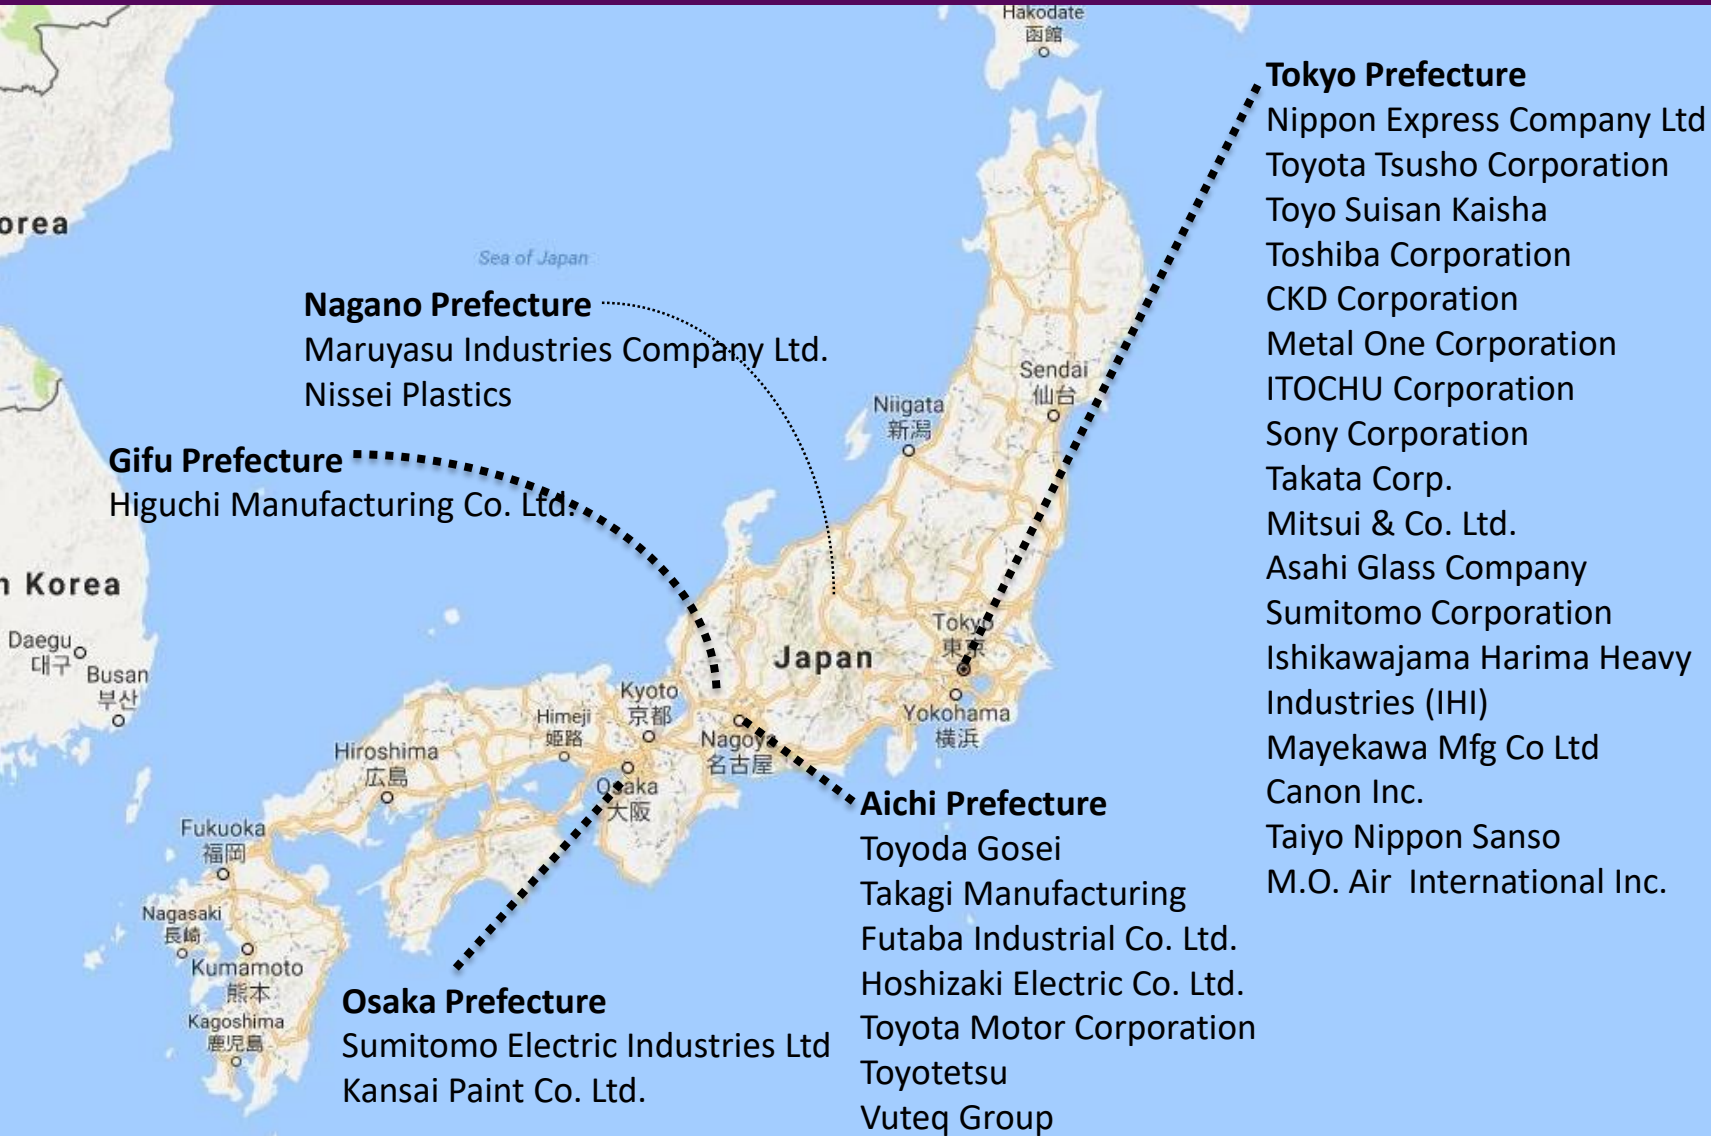 Hakodate
函館
Tokyo Prefecture
Nippon Express Company Ltd
Toyota Tsusho Corporation
Toyo Suisan Kaisha
Toshiba Corporation
CKD Corporation
Metal One Corporation
ITOCHU Corporation
Sony Corporation
Takata Corp.
Mitsui & Co. Ltd.
Asahi Glass Company
Sumitomo Corporation
Ishikawajama Harima Heavy
Industries (IHI)
Mayekawa Mfg Co Ltd
Canon Inc.
Taiyo Nippon Sanso
M.O. Air International Inc.
orea
Sea of Japan
Nagano Prefecture
Maruyasu Industries Company Ltd.
Nissei Plastics
Sendai
仙台
Niigata
新潟
Gifu Prefecture
Higuchi Manufacturing Co. Ltd.
n Korea
Daegu
대구
Busan
부산
Tokyo
東京
Japan
Yokohama
横浜
Kyoto
京都
Himeji
姫路
Nagoya
名古屋
Hiroshima
広島
Osaka
大阪
Fukuoka
福岡
Nagasaki
長崎
Kumamoto
熊本
Kagoshima
鹿児島
Aichi Prefecture
Toyoda Gosei
Takagi Manufacturing
Futaba Industrial Co. Ltd.
Hoshizaki Electric Co. Ltd.
Toyota Motor Corporation
Toyotetsu
Vuteq Group
Osaka Prefecture
Sumitomo Electric Industries Ltd
Kansai Paint Co. Ltd.